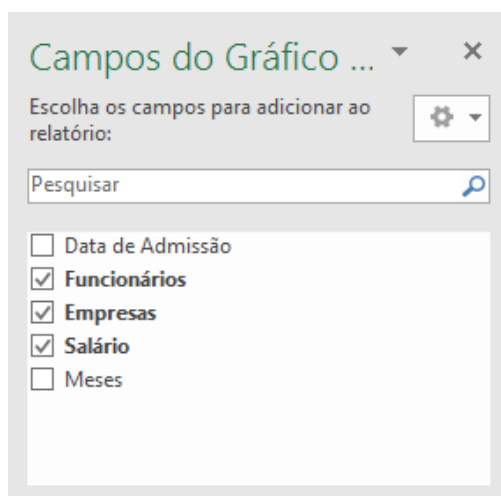 Campos do Gráfico ...
Escolha os campos para adicionar ao
relatório:
Pesquisar
Data de Admissão
Funcionários
Empresas
Salário
Meses